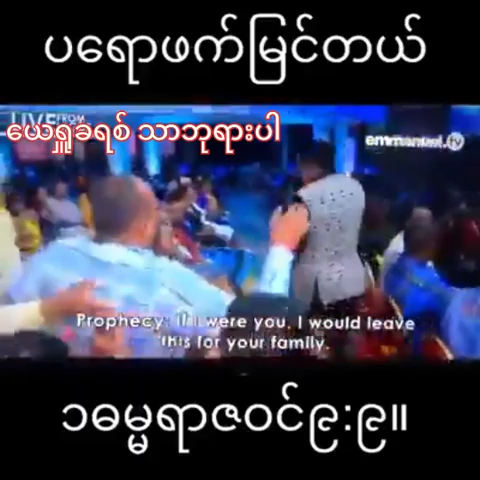 ပရောဖက်မြင်တယ်
LIVE FROM
ယေရှူခရစ် သာဘုရားပါ
emmanuel.tv
Prophecy: If I were you, I would leave
this for your family.
၁ဓမ္မရာဇဝင်၉:၉။